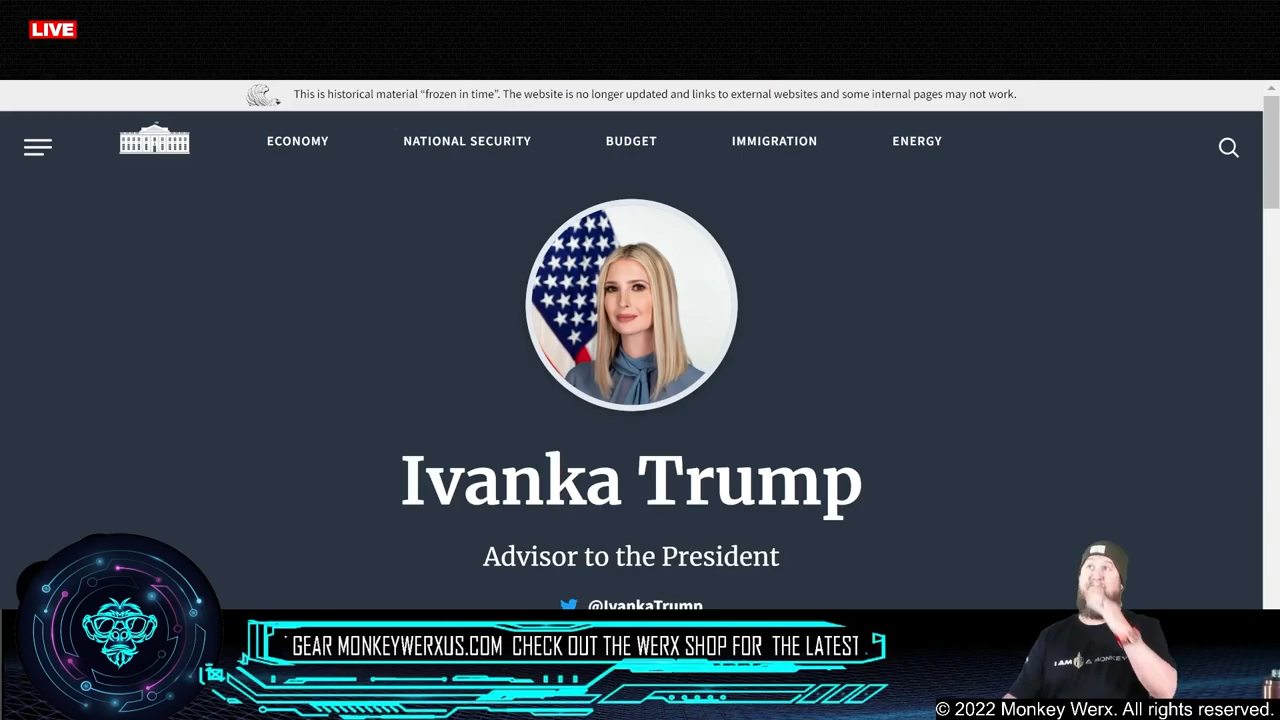 LIVE
This is historical material “frozen in time”. The website is no longer updated and links to external websites and some internal pages may not work.
ECONOMY NATIONAL SECURITY BUDGET IMMIGRATION ENERGY
Ivanka Trump
Advisor to the President
@IvankaTrump
GEAR MONKEYWERXUS.COM CHECK OUT THE WERX SHOP FOR THE LATEST
I AM A MONKEY
© 2022 Monkey Werx. All rights reserved.